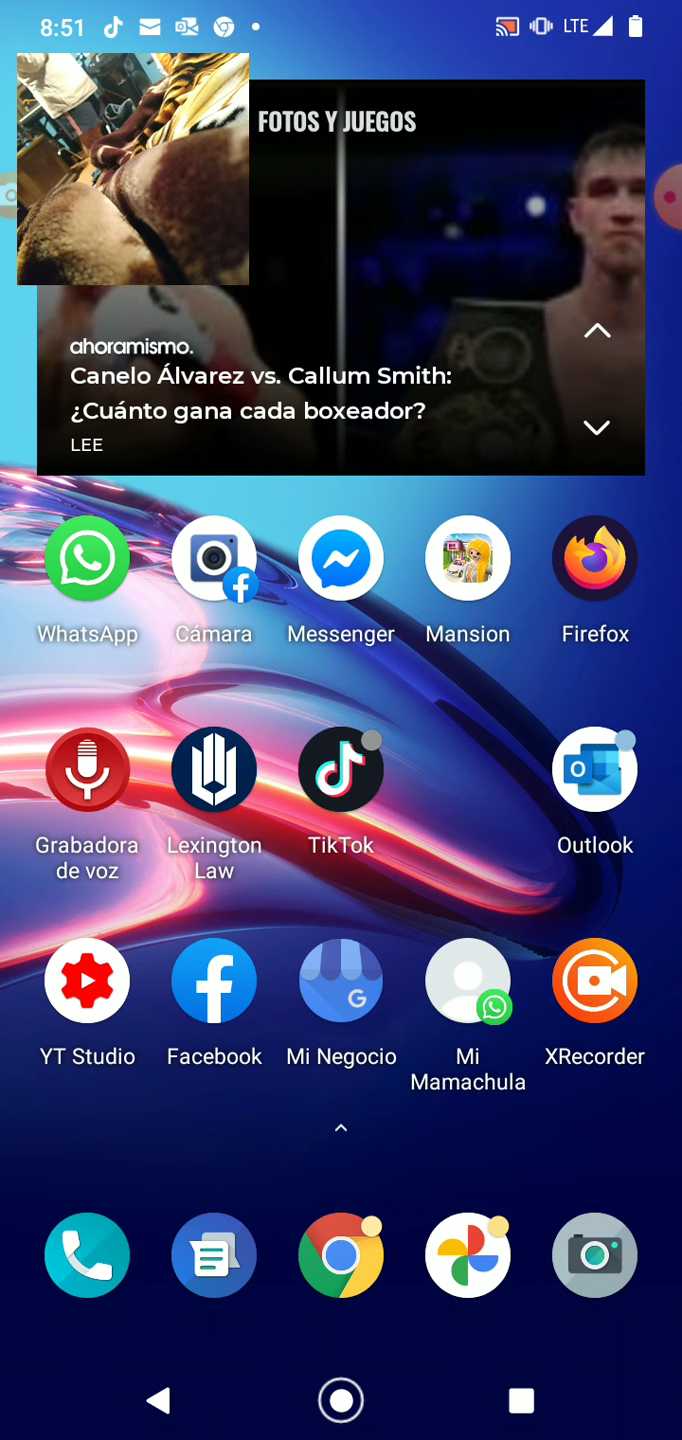 8:51
LTE
FOTOS Y JUEGOS
ahoramismo.
Canelo Álvarez vs. Callum Smith:
¿Cuánto gana cada boxeador?
LEE
WhatsApp
Cámara
Messenger
Mansion
Firefox
Grabadora
de voz
Lexington
Law
TikTok
Outlook
YT Studio
Facebook
Mi Negocio
Mi
Mamachula
XRecorder